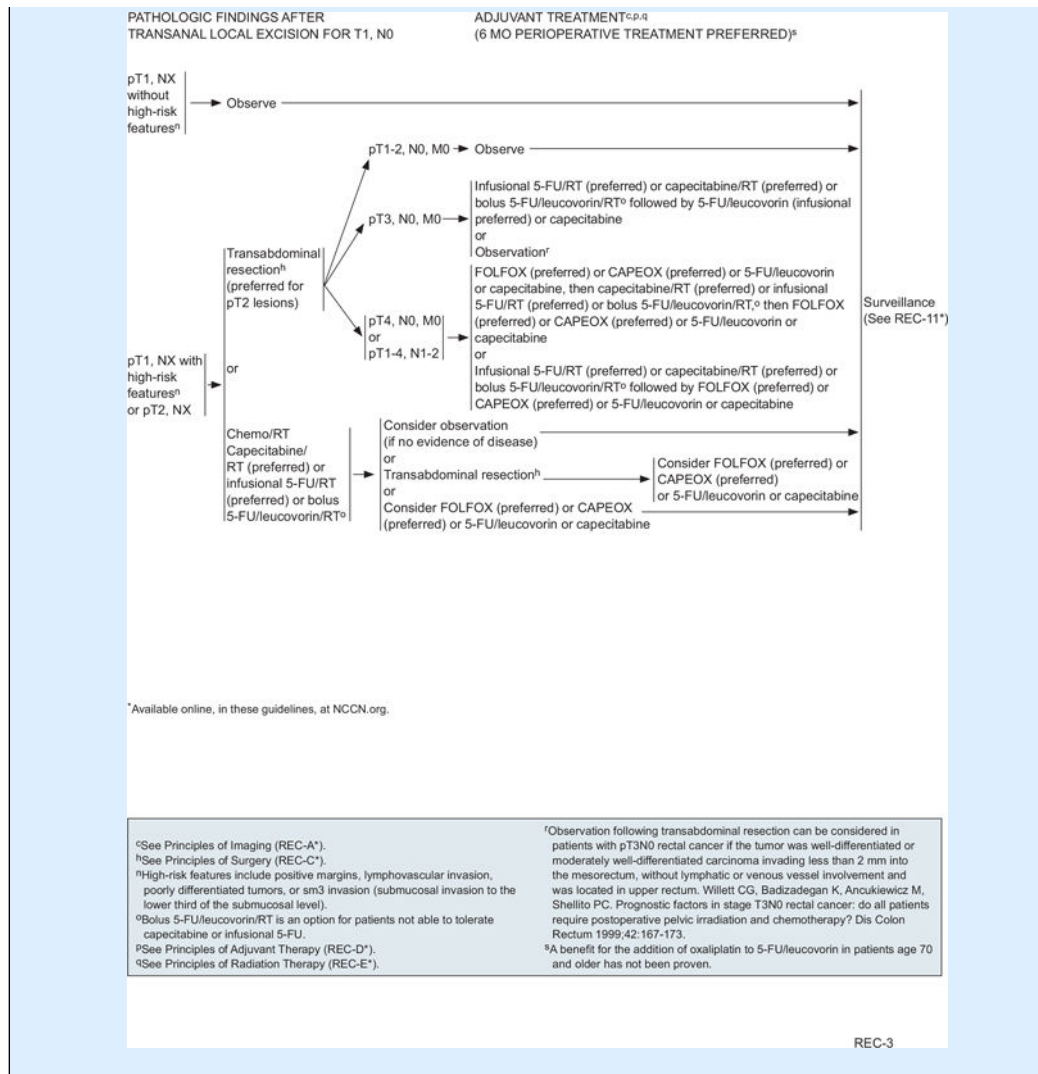 PATHOLOGIC FINDINGS AFTER
TRANSANAL LOCAL EXCISION FOR T1, N0
ADJUVANT TREATMENTᶜ,ᵖ,q
(6 MO PERIOPERATIVE TREATMENT PREFERRED)ˢ
pT1, NX
without
high-risk
featuresⁿ
Observe
pT1-2, N0, M0
Observe
pT3, N0, M0
Infusional 5-FU/RT (preferred) or capecitabine/RT (preferred) or
bolus 5-FU/leucovorin/RTᵒ followed by 5-FU/leucovorin (infusional
preferred) or capecitabine
or
Observationʳ
Transabdominal
resectionʰ
(preferred for
pT2 lesions)
FOLFOX (preferred) or CAPEOX (preferred) or 5-FU/leucovorin
or capecitabine, then capecitabine/RT (preferred) or infusional
5-FU/RT (preferred) or bolus 5-FU/leucovorin/RT,ᵒ then FOLFOX
(preferred) or CAPEOX (preferred) or 5-FU/leucovorin or
capecitabine
or
Infusional 5-FU/RT (preferred) or capecitabine/RT (preferred) or
bolus 5-FU/leucovorin/RTᵒ followed by FOLFOX (preferred) or
CAPEOX (preferred) or 5-FU/leucovorin or capecitabine
pT4, N0, M0
or
pT1-4, N1-2
Surveillance
(See REC-11*)
pT1, NX with
high-risk
featuresⁿ
or pT2, NX
or
Chemo/RT
Capecitabine/
RT (preferred) or
infusional 5-FU/RT
(preferred) or bolus
5-FU/leucovorin/RTᵒ
Consider observation
(if no evidence of disease)
or
Transabdominal resectionʰ
or
Consider FOLFOX (preferred) or CAPEOX
(preferred) or 5-FU/leucovorin or capecitabine
Consider FOLFOX (preferred) or
CAPEOX (preferred)
or 5-FU/leucovorin or capecitabine
*Available online, in these guidelines, at NCCN.org.
ᶜSee Principles of Imaging (REC-A*).
ʰSee Principles of Surgery (REC-C*).
ⁿHigh-risk features include positive margins, lymphovascular invasion,
poorly differentiated tumors, or sm3 invasion (submucosal invasion to the
lower third of the submucosal level).
ᵒBolus 5-FU/leucovorin/RT is an option for patients not able to tolerate
capecitabine or infusional 5-FU.
ᵖSee Principles of Adjuvant Therapy (REC-D*).
qSee Principles of Radiation Therapy (REC-E*).
ʳObservation following transabdominal resection can be considered in
patients with pT3N0 rectal cancer if the tumor was well-differentiated or
moderately well-differentiated carcinoma invading less than 2 mm into
the mesorectum, without lymphatic or venous vessel involvement and
was located in upper rectum. Willett CG, Badizadegan K, Ancukiewicz M,
Shellito PC. Prognostic factors in stage T3N0 rectal cancer: do all patients
require postoperative pelvic irradiation and chemotherapy? Dis Colon
Rectum 1999;42:167-173.
ˢA benefit for the addition of oxaliplatin to 5-FU/leucovorin in patients age 70
and older has not been proven.
REC-3